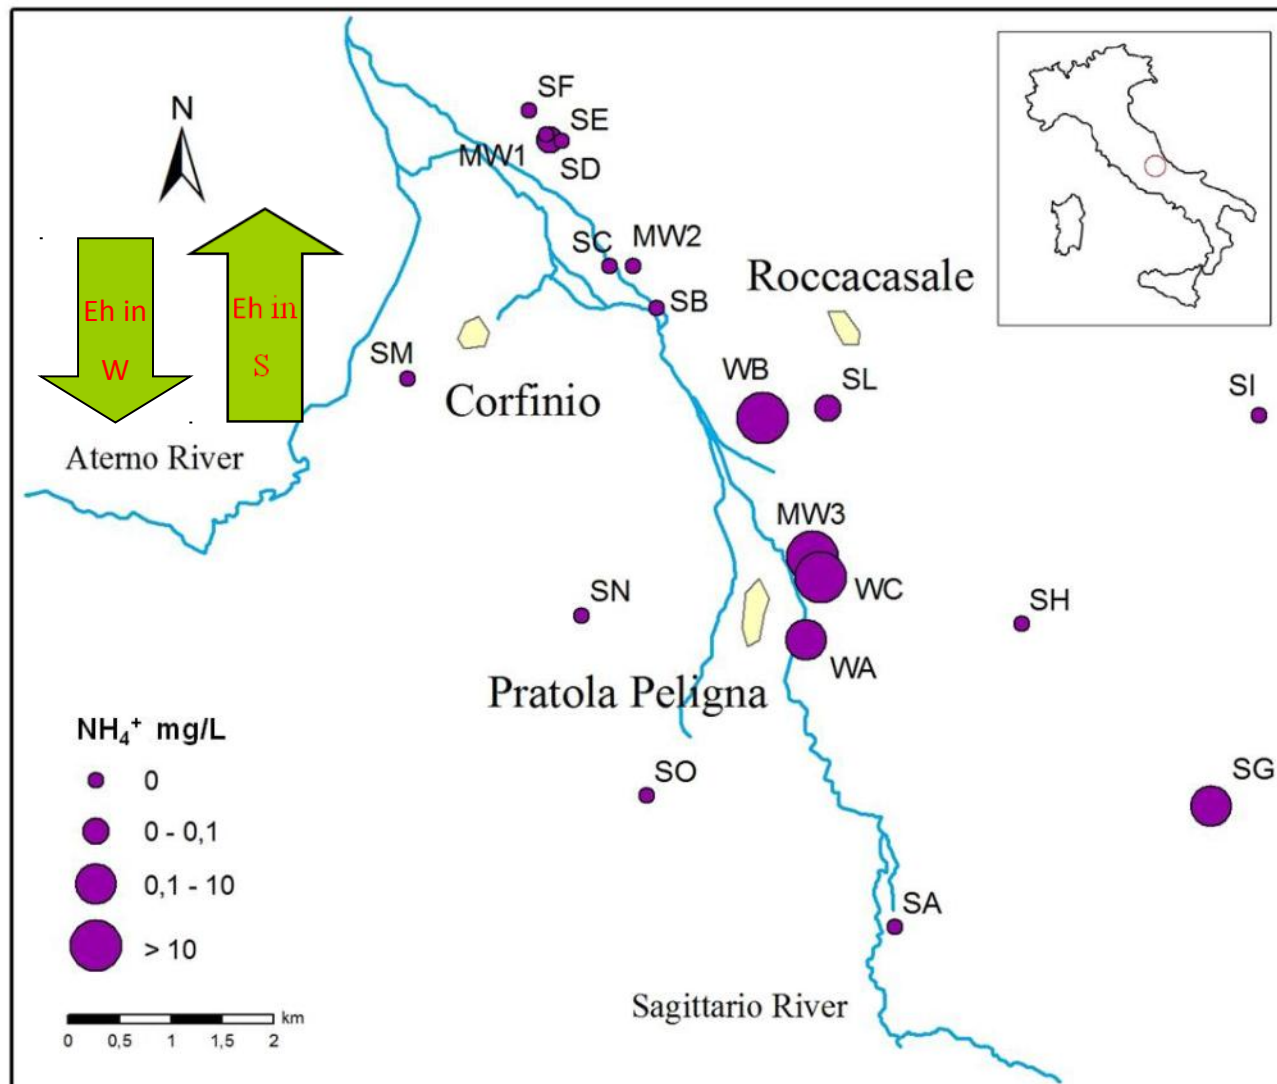 N
SF
SE
MW1
SD
SC
MW2
SB
Roccacasale
Eh in
W
Eh in
S
SM
Corfinio
WB
SL
SI
Aterno River
MW3
WC
SN
SH
WA
Pratola Peligna
NH₄⁺ mg/L
0
0 - 0,1
0,1 - 10
> 10
SO
SG
SA
Sagittario River
0 0,5 1 1,5 2 km